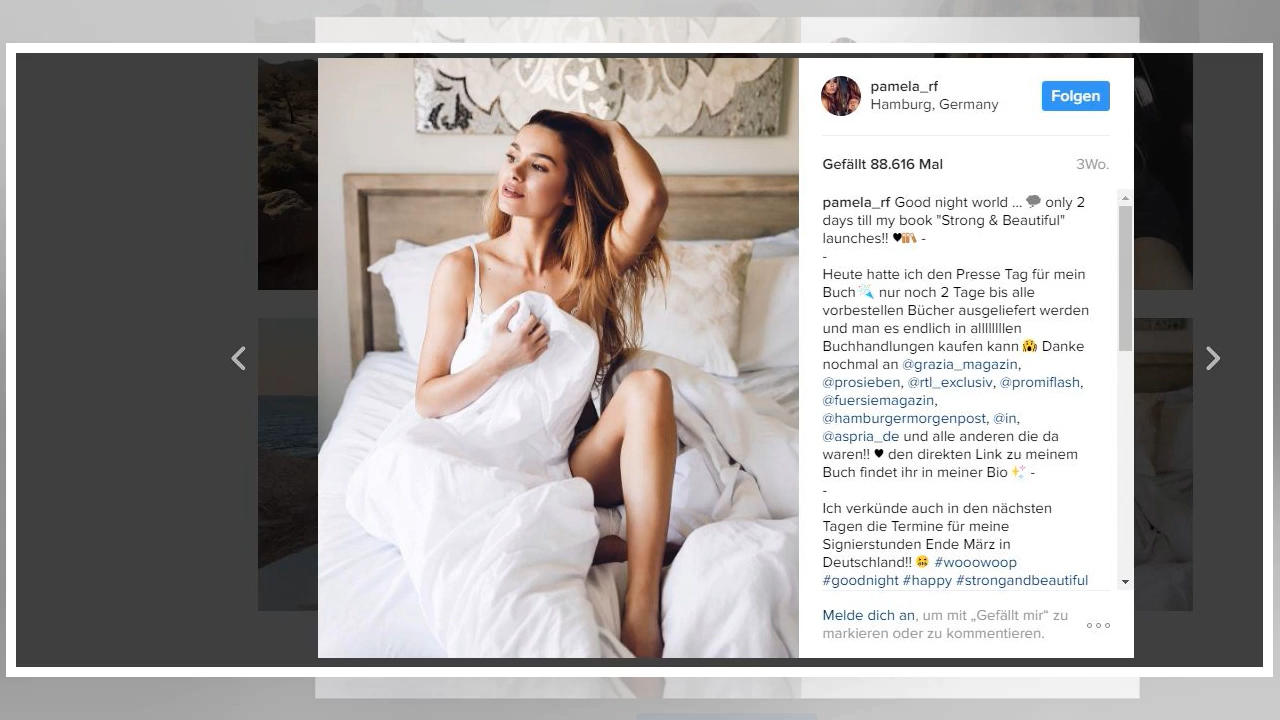 pamela_rf
Hamburg, Germany
Folgen
Gefällt 88.616 Mal
3Wo.
pamela_rf Good night world ... 💭 only 2
days till my book "Strong & Beautiful"
launches!! ♥📖 -
-
Heute hatte ich den Presse Tag für mein
Buch 🎤 nur noch 2 Tage bis alle
vorbestellen Bücher ausgeliefert werden
und man es endlich in allllllllen
Buchhandlungen kaufen kann 😱 Danke
nochmal an @grazia_magazin,
@prosieben, @rtl_exclusiv, @promiflash,
@fuersiemagazin,
@hamburgermorgenpost, @in,
@aspria_de und alle anderen die da
waren!! ♥ den direkten Link zu meinem
Buch findet ihr in meiner Bio ✨ -
-
Ich verkünde auch in den nächsten
Tagen die Termine für meine
Signierstunden Ende März in
Deutschland!! 😝 #wooowoop
#goodnight #happy #strongandbeautiful
Melde dich an, um mit „Gefällt mir“ zu
markieren oder zu kommentieren.